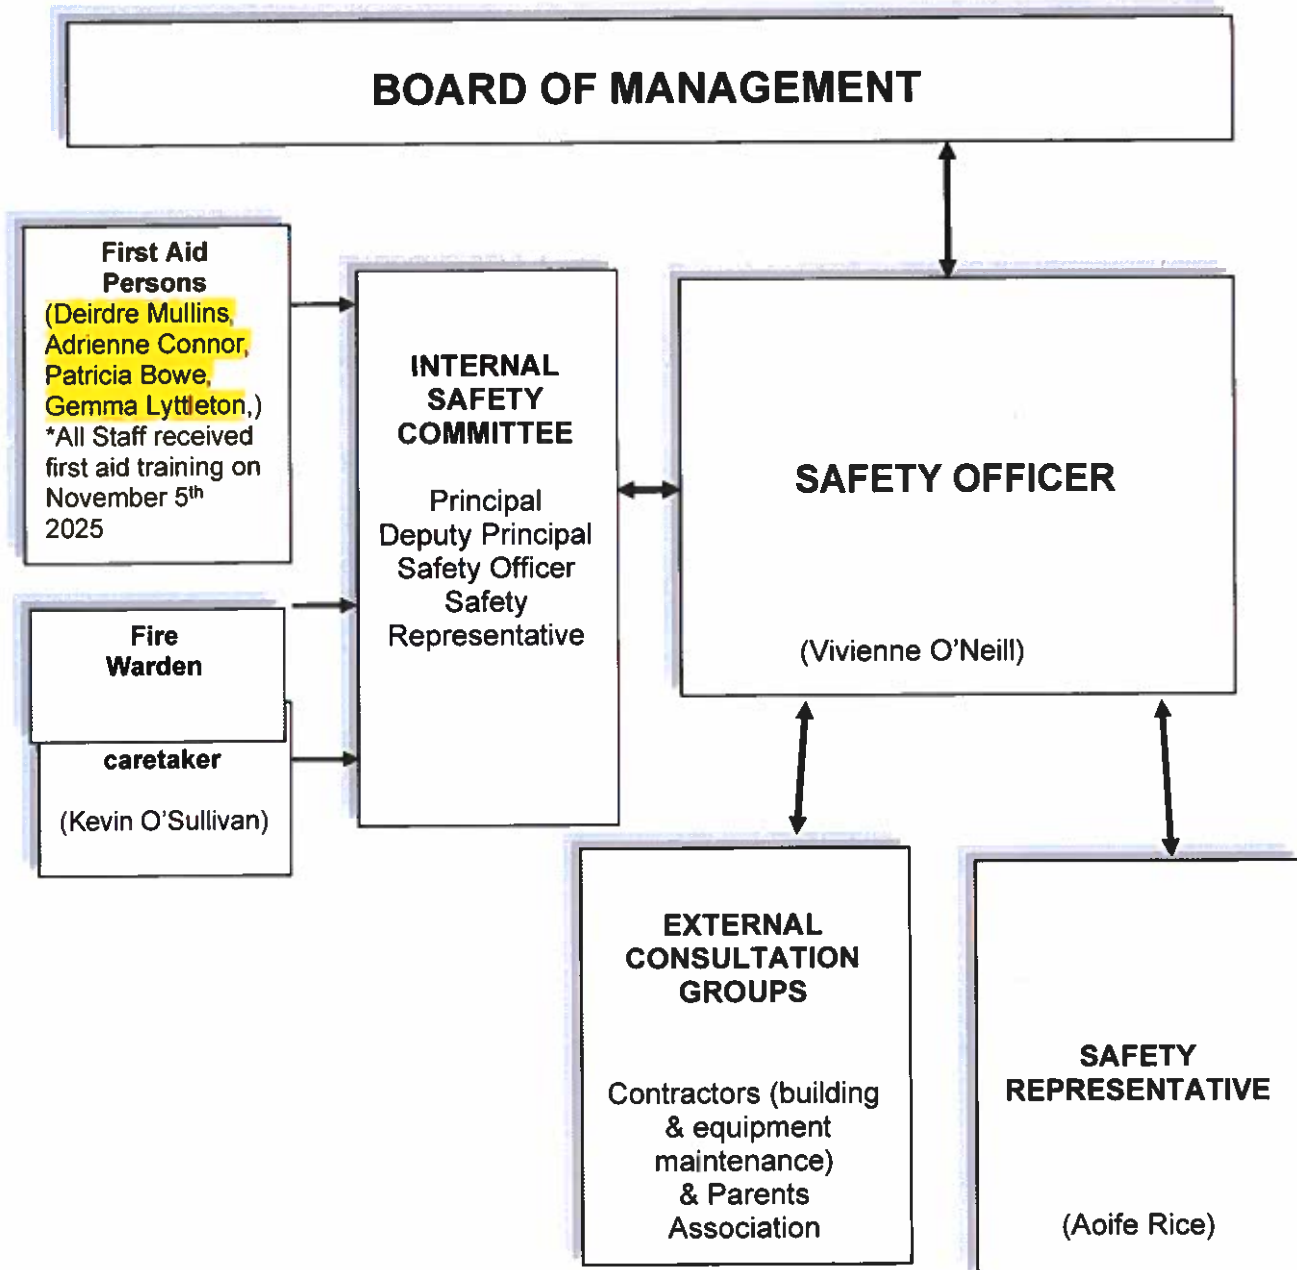 BOARD OF MANAGEMENT
First Aid
Persons
(Deirdre Mullins,
Adrienne Connor,
Patricia Bowe,
Gemma Lyttleton,)
*All Staff received
first aid training on
November 5th
2025
Fire
Warden
caretaker
(Kevin O'Sullivan)
INTERNAL
SAFETY
COMMITTEE
Principal
Deputy Principal
Safety Officer
Safety
Representative
SAFETY OFFICER
(Vivienne O'Neill)
EXTERNAL
CONSULTATION
GROUPS
Contractors (building
& equipment
maintenance)
& Parents
Association
SAFETY
REPRESENTATIVE
(Aoife Rice)